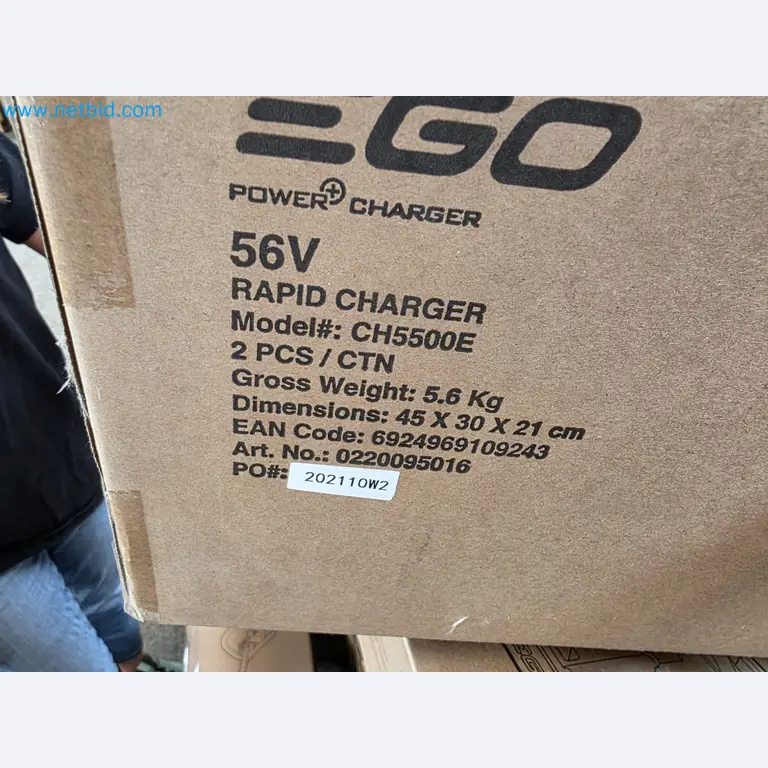 www.netbid.com
EGO
POWER+ CHARGER
56V
RAPID CHARGER
Model#: CH5500E
2 PCS / CTN
Gross Weight: 5.6 Kg
Dimensions: 45 X 30 X 21 cm
EAN Code: 6924969109243
Art. No.: 0220095016
PO#: 202110W2